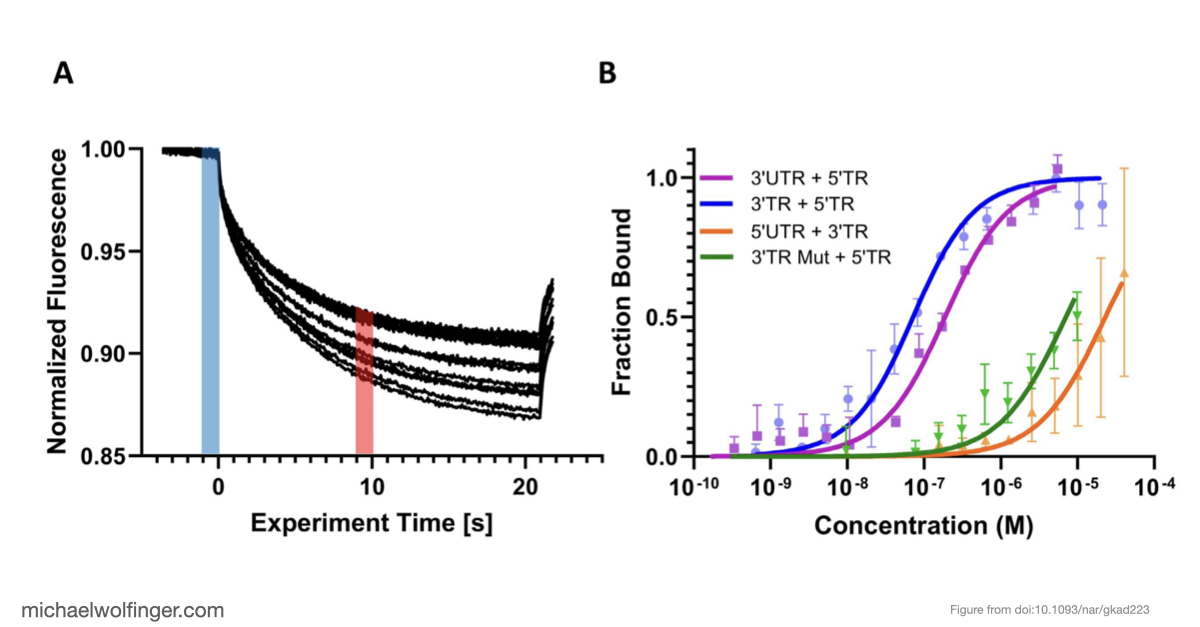 A
B
Normalized Fluorescence
1.00
0.95
0.90
0.85
0
10
20
Experiment Time [s]
Fraction Bound
1.0
0.5
0.0
3'UTR + 5'TR
3'TR + 5'TR
5'UTR + 3'TR
3'TR Mut + 5'TR
10-10
10-9
10-8
10-7
10-6
10-5
10-4
Concentration (M)
michaelwolfinger.com
Figure from doi:10.1093/nar/gkad223